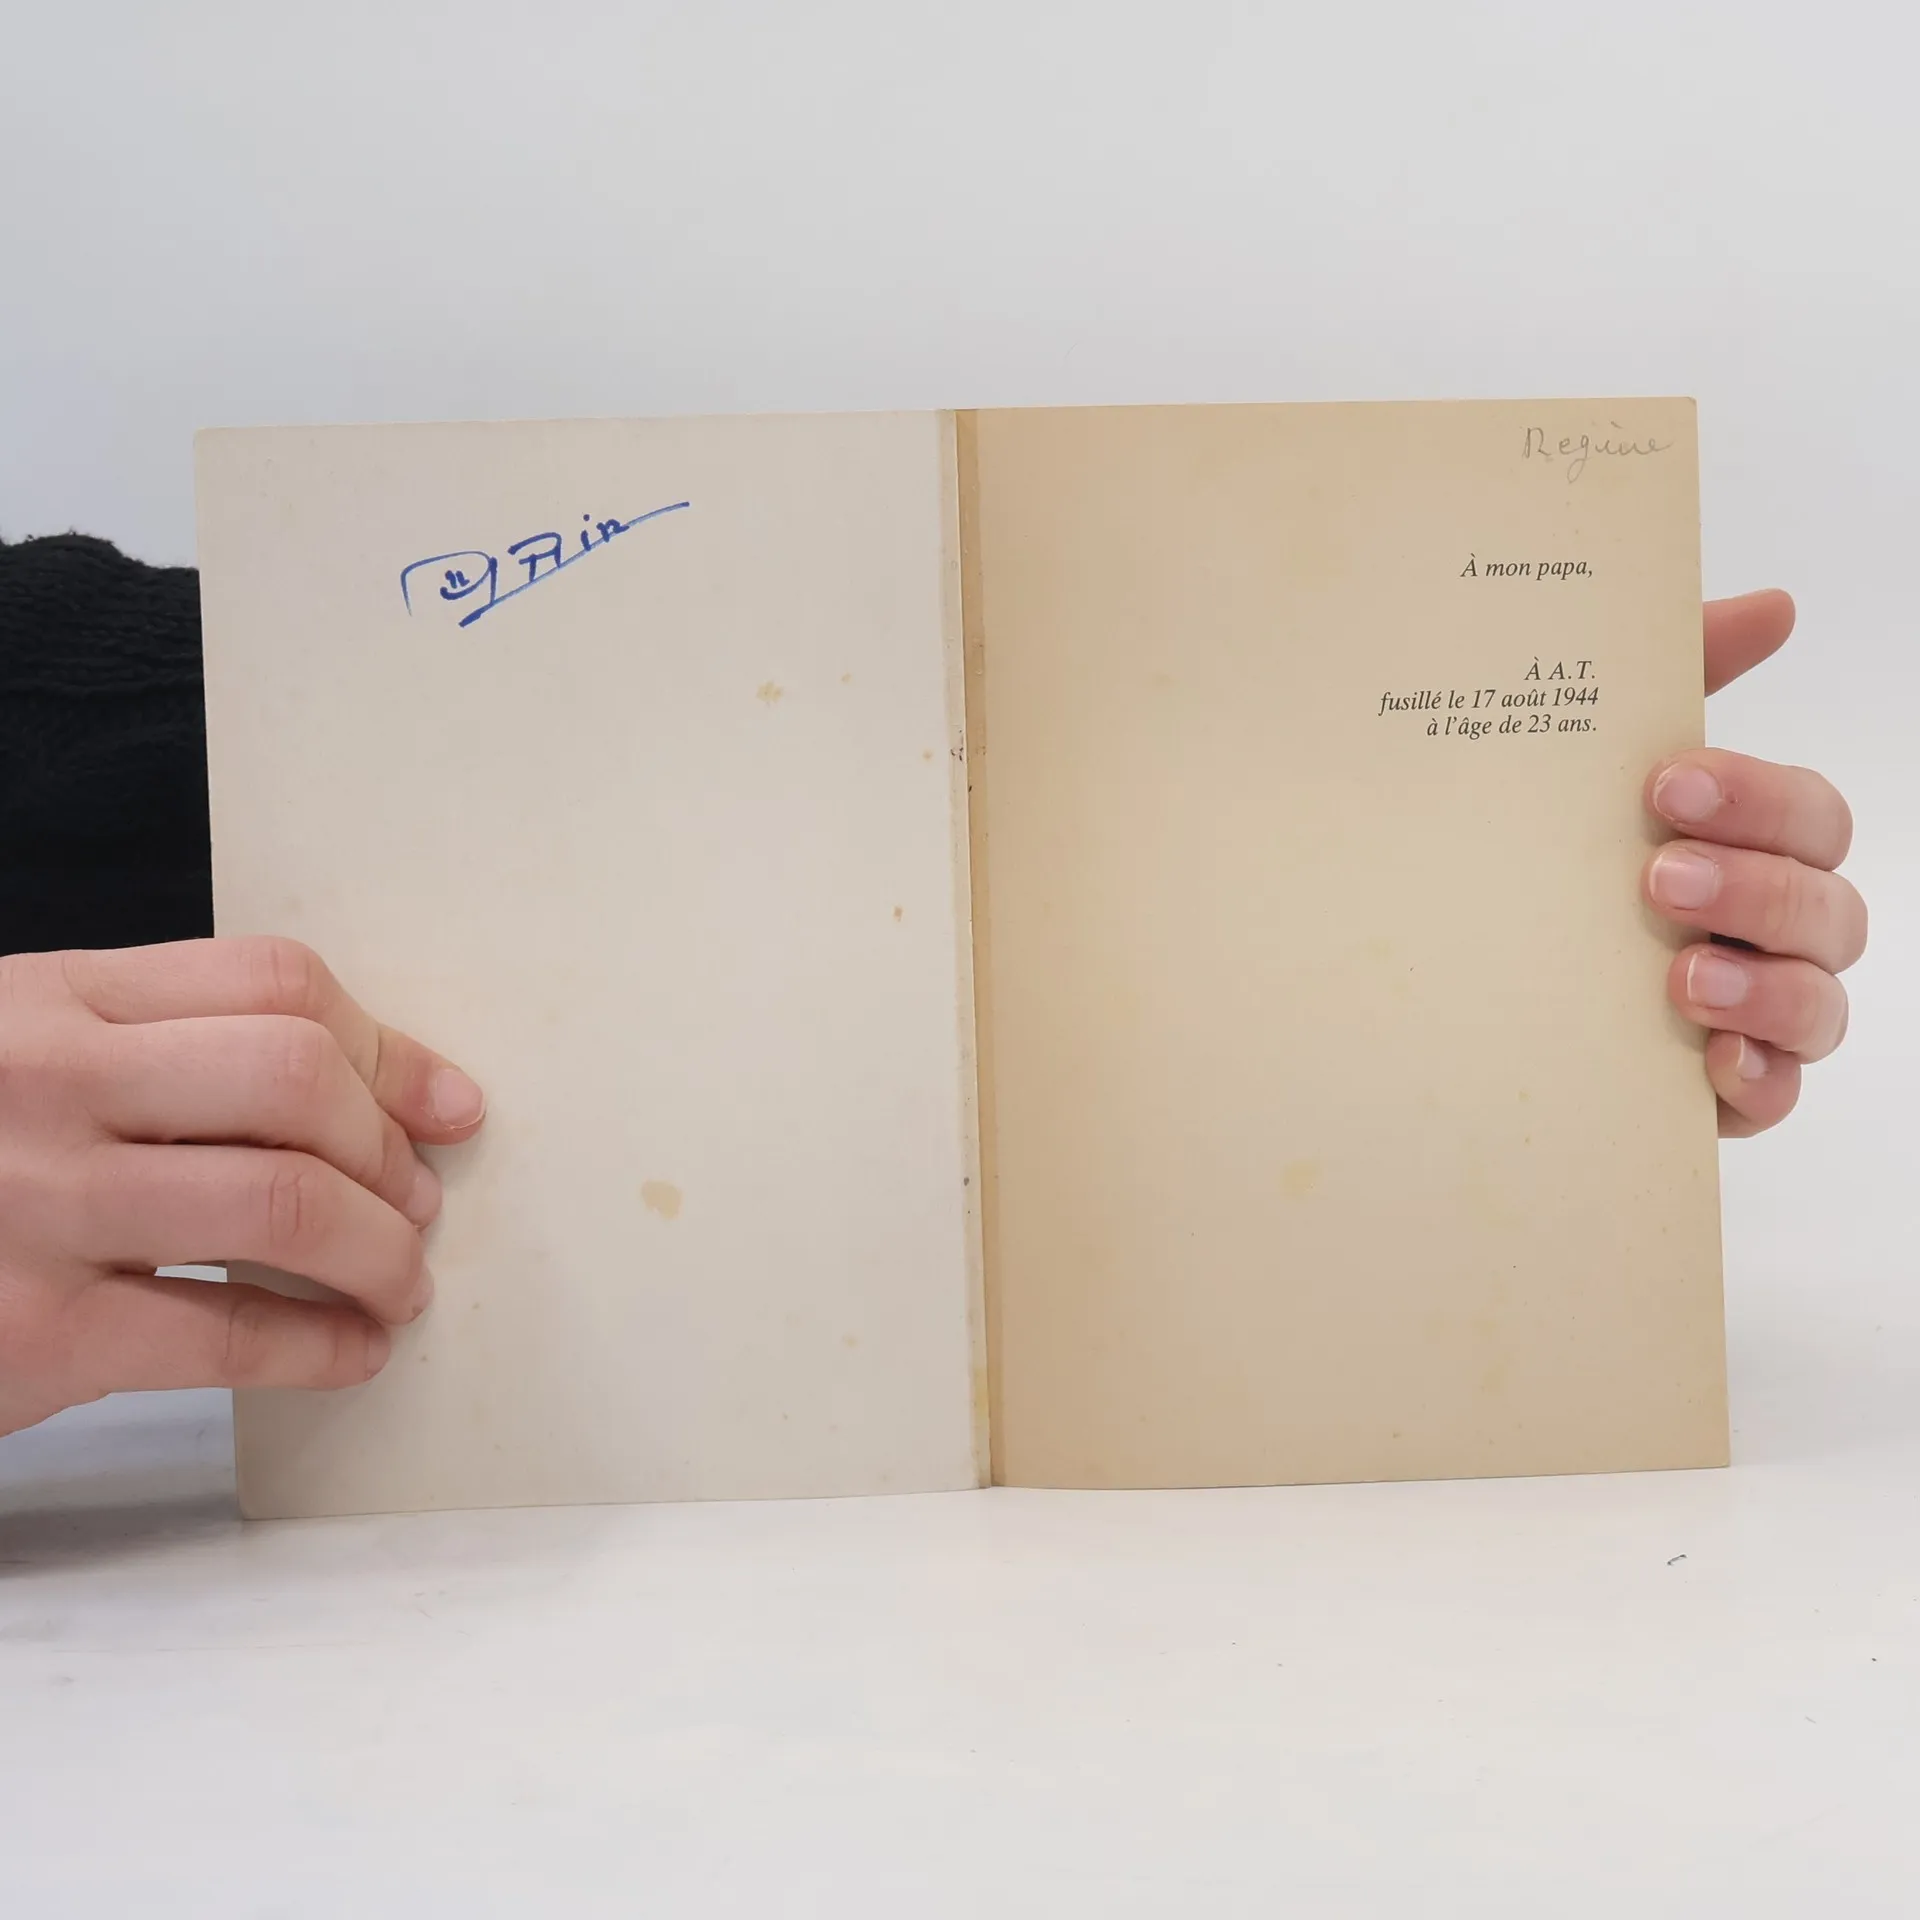 Regine
À mon papa,
À A.T.
fusillé le 17 août 1944
à l'âge de 23 ans.